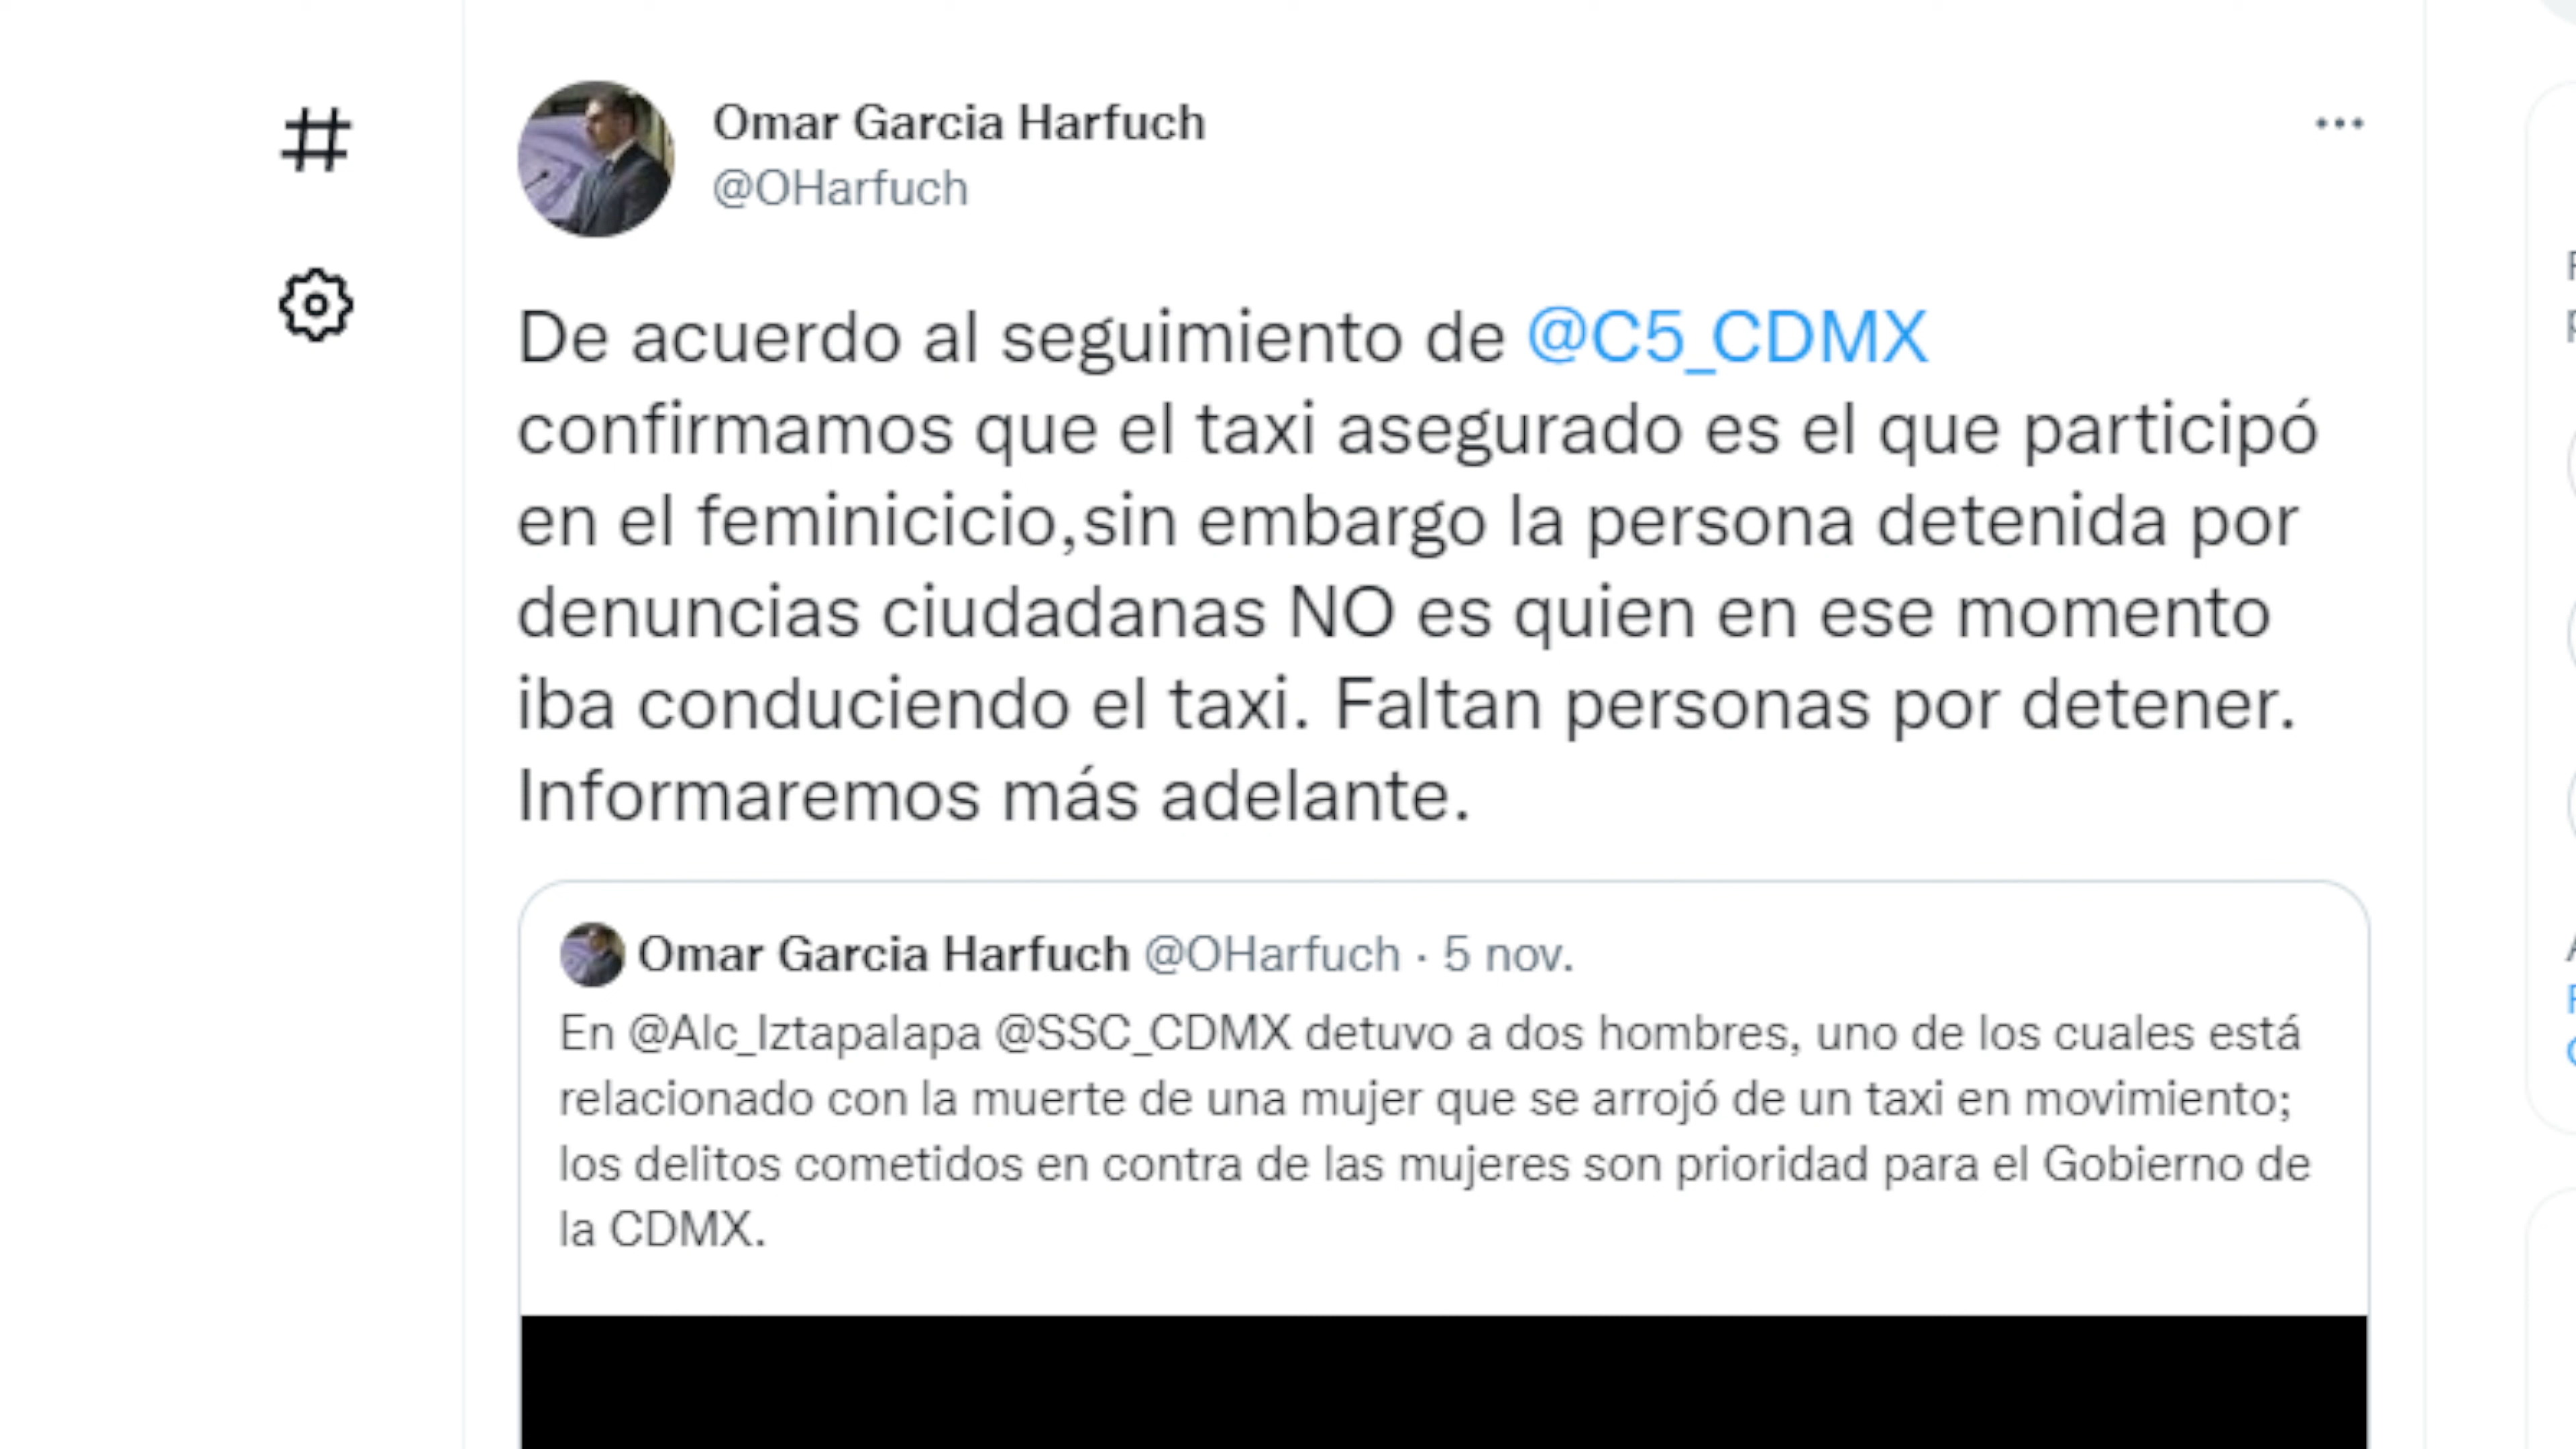 Omar Garcia Harfuch
@OHarfuch
De acuerdo al seguimiento de @C5_CDMX
confirmamos que el taxi asegurado es el que participó
en el feminicicio,sin embargo la persona detenida por
denuncias ciudadanas NO es quien en ese momento
iba conduciendo el taxi. Faltan personas por detener.
Informaremos más adelante.
Omar Garcia Harfuch @OHarfuch · 5 nov.
En @Alc_Iztapalapa @SSC_CDMX detuvo a dos hombres, uno de los cuales está
relacionado con la muerte de una mujer que se arrojó de un taxi en movimiento;
los delitos cometidos en contra de las mujeres son prioridad para el Gobierno de
la CDMX.